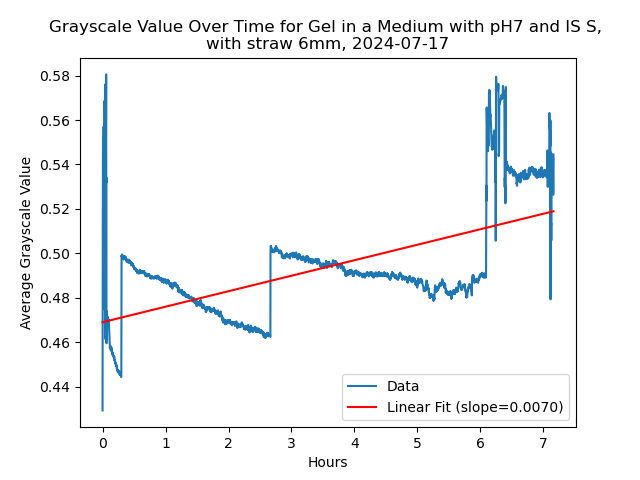 Grayscale Value Over Time for Gel in a Medium with pH7 and IS S,
with straw 6mm, 2024-07-17
0.58
0.56
0.54
0.52
0.50
0.48
0.46
0.44
Average Grayscale Value
Data
Linear Fit (slope=0.0070)
0 1 2 3 4 5 6 7
Hours